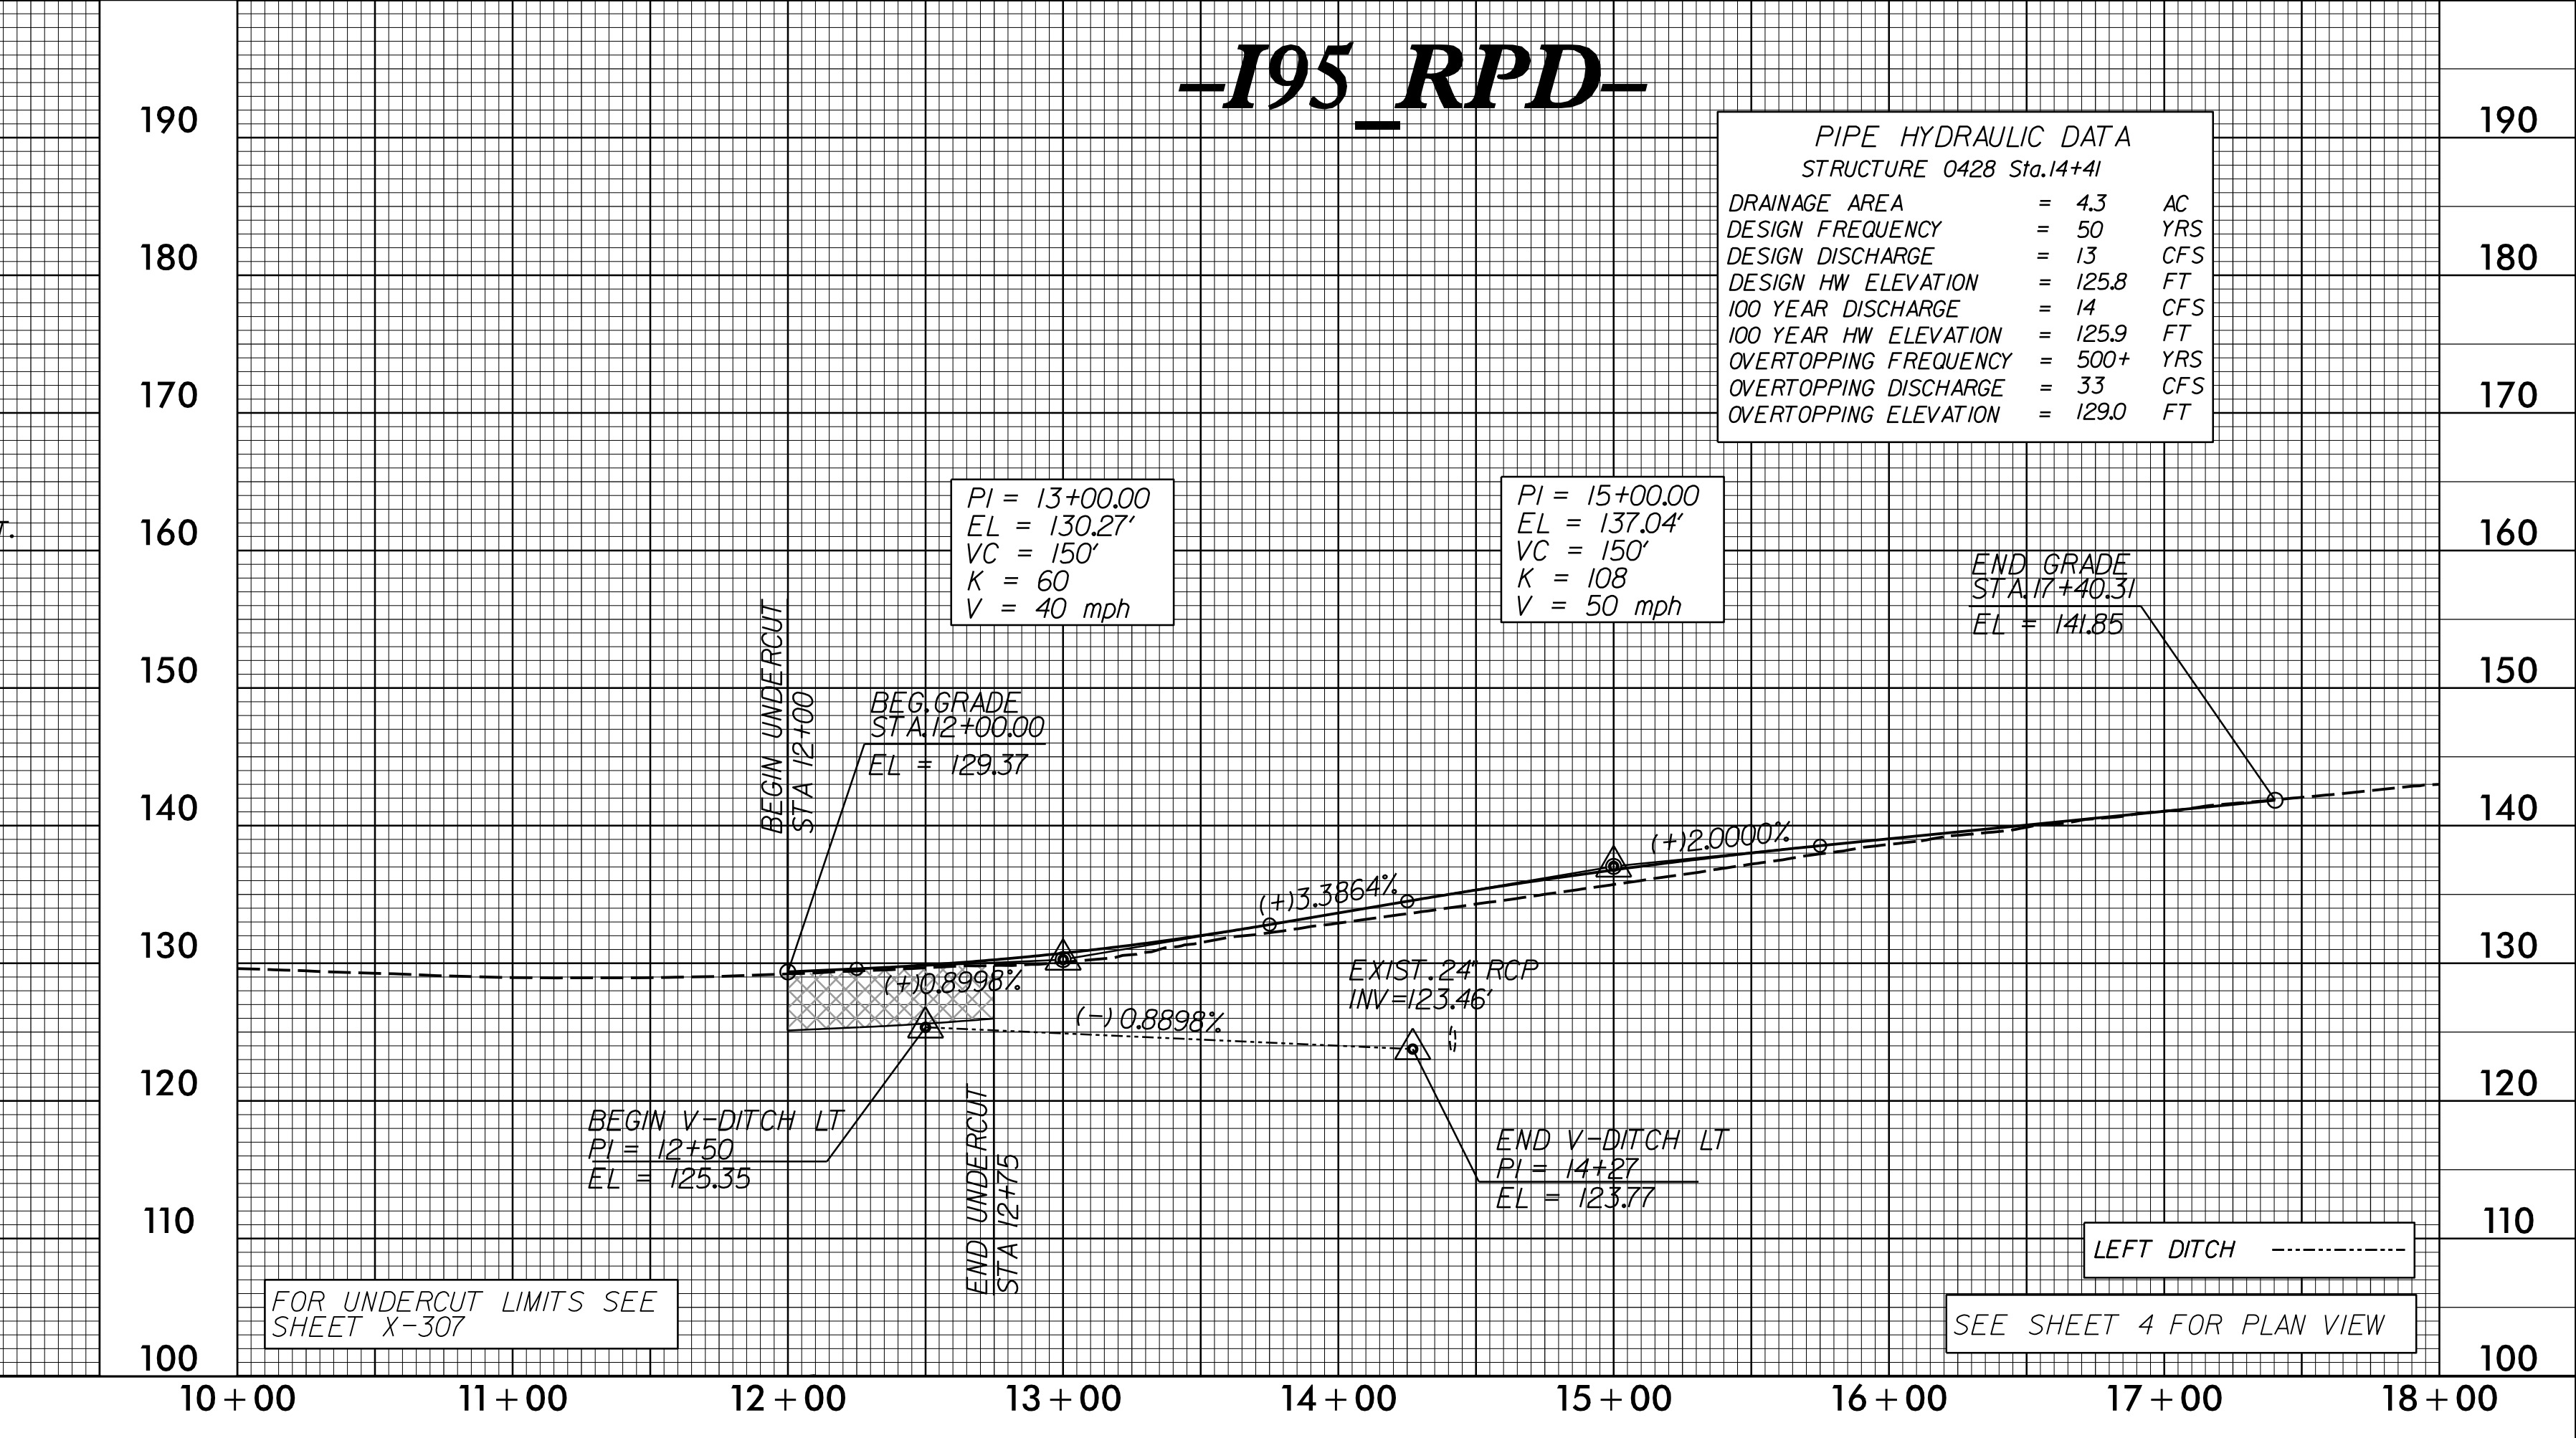 -I95_RPD-
190
190
PIPE HYDRAULIC DATA
STRUCTURE 0428 Sta.14+41
DRAINAGE AREA = 4.3 AC
DESIGN FREQUENCY = 50 YRS
DESIGN DISCHARGE = 13 CFS
DESIGN HW ELEVATION = 125.8 FT
100 YEAR DISCHARGE = 14 CFS
100 YEAR HW ELEVATION = 125.9 FT
OVERTOPPING FREQUENCY = 500+ YRS
OVERTOPPING DISCHARGE = 33 CFS
OVERTOPPING ELEVATION = 129.0 FT
180
180
170
170
PI = 13+00.00
EL = 130.27'
VC = 150'
K = 60
V = 40 mph
PI = 15+00.00
EL = 137.04'
VC = 150'
K = 108
V = 50 mph
T.
160
160
END GRADE
STA.17+40.31
EL = 141.85
BEGIN UNDERCUT
STA 12+00
150
150
BEG.GRADE
STA.12+00.00
EL = 129.37
140
140
(+)2.0000%
(+)3.3864%
130
130
(+)0.8998%
EXIST.24" RCP
INV=123.46'
(-)0.8898%
120
120
BEGIN V-DITCH LT
PI = 12+50
EL = 125.35
END UNDERCUT
STA 12+75
END V-DITCH LT
PI = 14+27
EL = 123.77
110
110
LEFT DITCH
FOR UNDERCUT LIMITS SEE
SHEET X-307
SEE SHEET 4 FOR PLAN VIEW
100
100
10+00 11+00 12+00 13+00 14+00 15+00 16+00 17+00 18+00